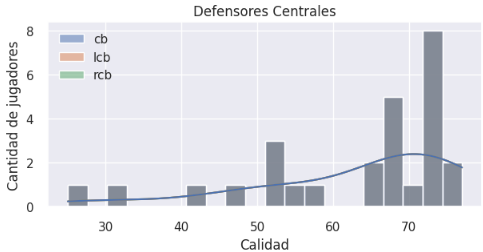 Defensores Centrales
Cantidad de jugadores
8
6
4
2
0
cb
lcb
rcb
30
40
50
60
70
Calidad